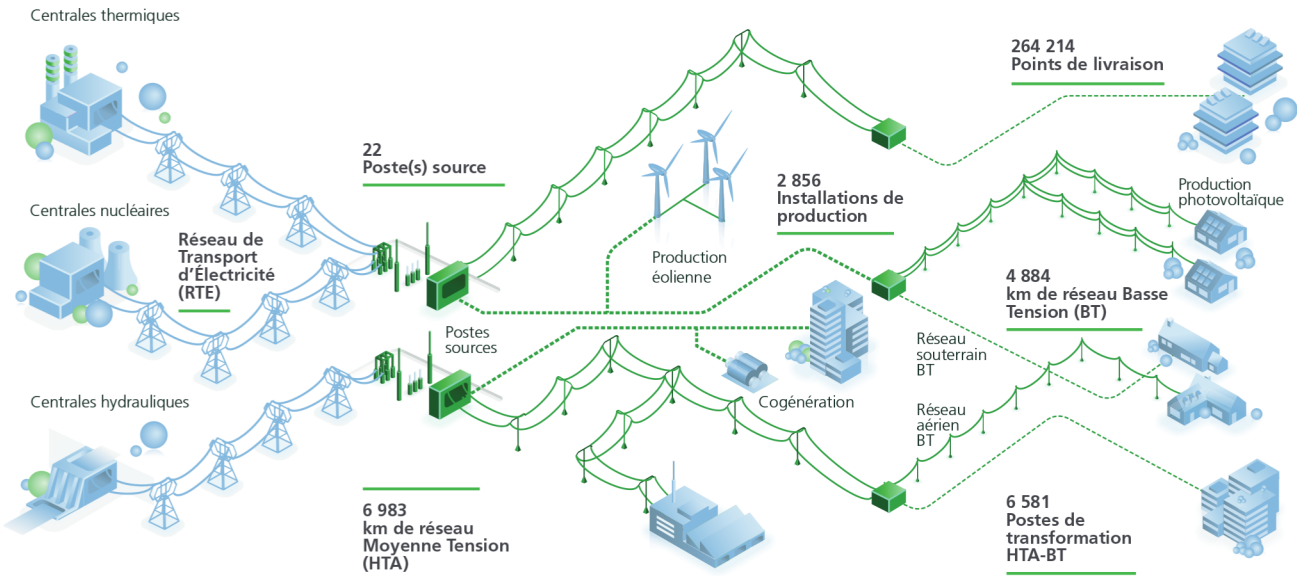 Centrales thermiques
264 214
Points de livraison
22
Poste(s) source
2 856
Installations de
production
Production
photovoltaïque
Centrales nucléaires
Réseau de
Transport
d’Électricité
(RTE)
Production
éolienne
4 884
km de réseau Basse
Tension (BT)
Postes
sources
Réseau
souterrain
BT
Centrales hydrauliques
Cogénération
Réseau
aérien
BT
6 983
km de réseau
Moyenne Tension
(HTA)
6 581
Postes de
transformation
HTA-BT